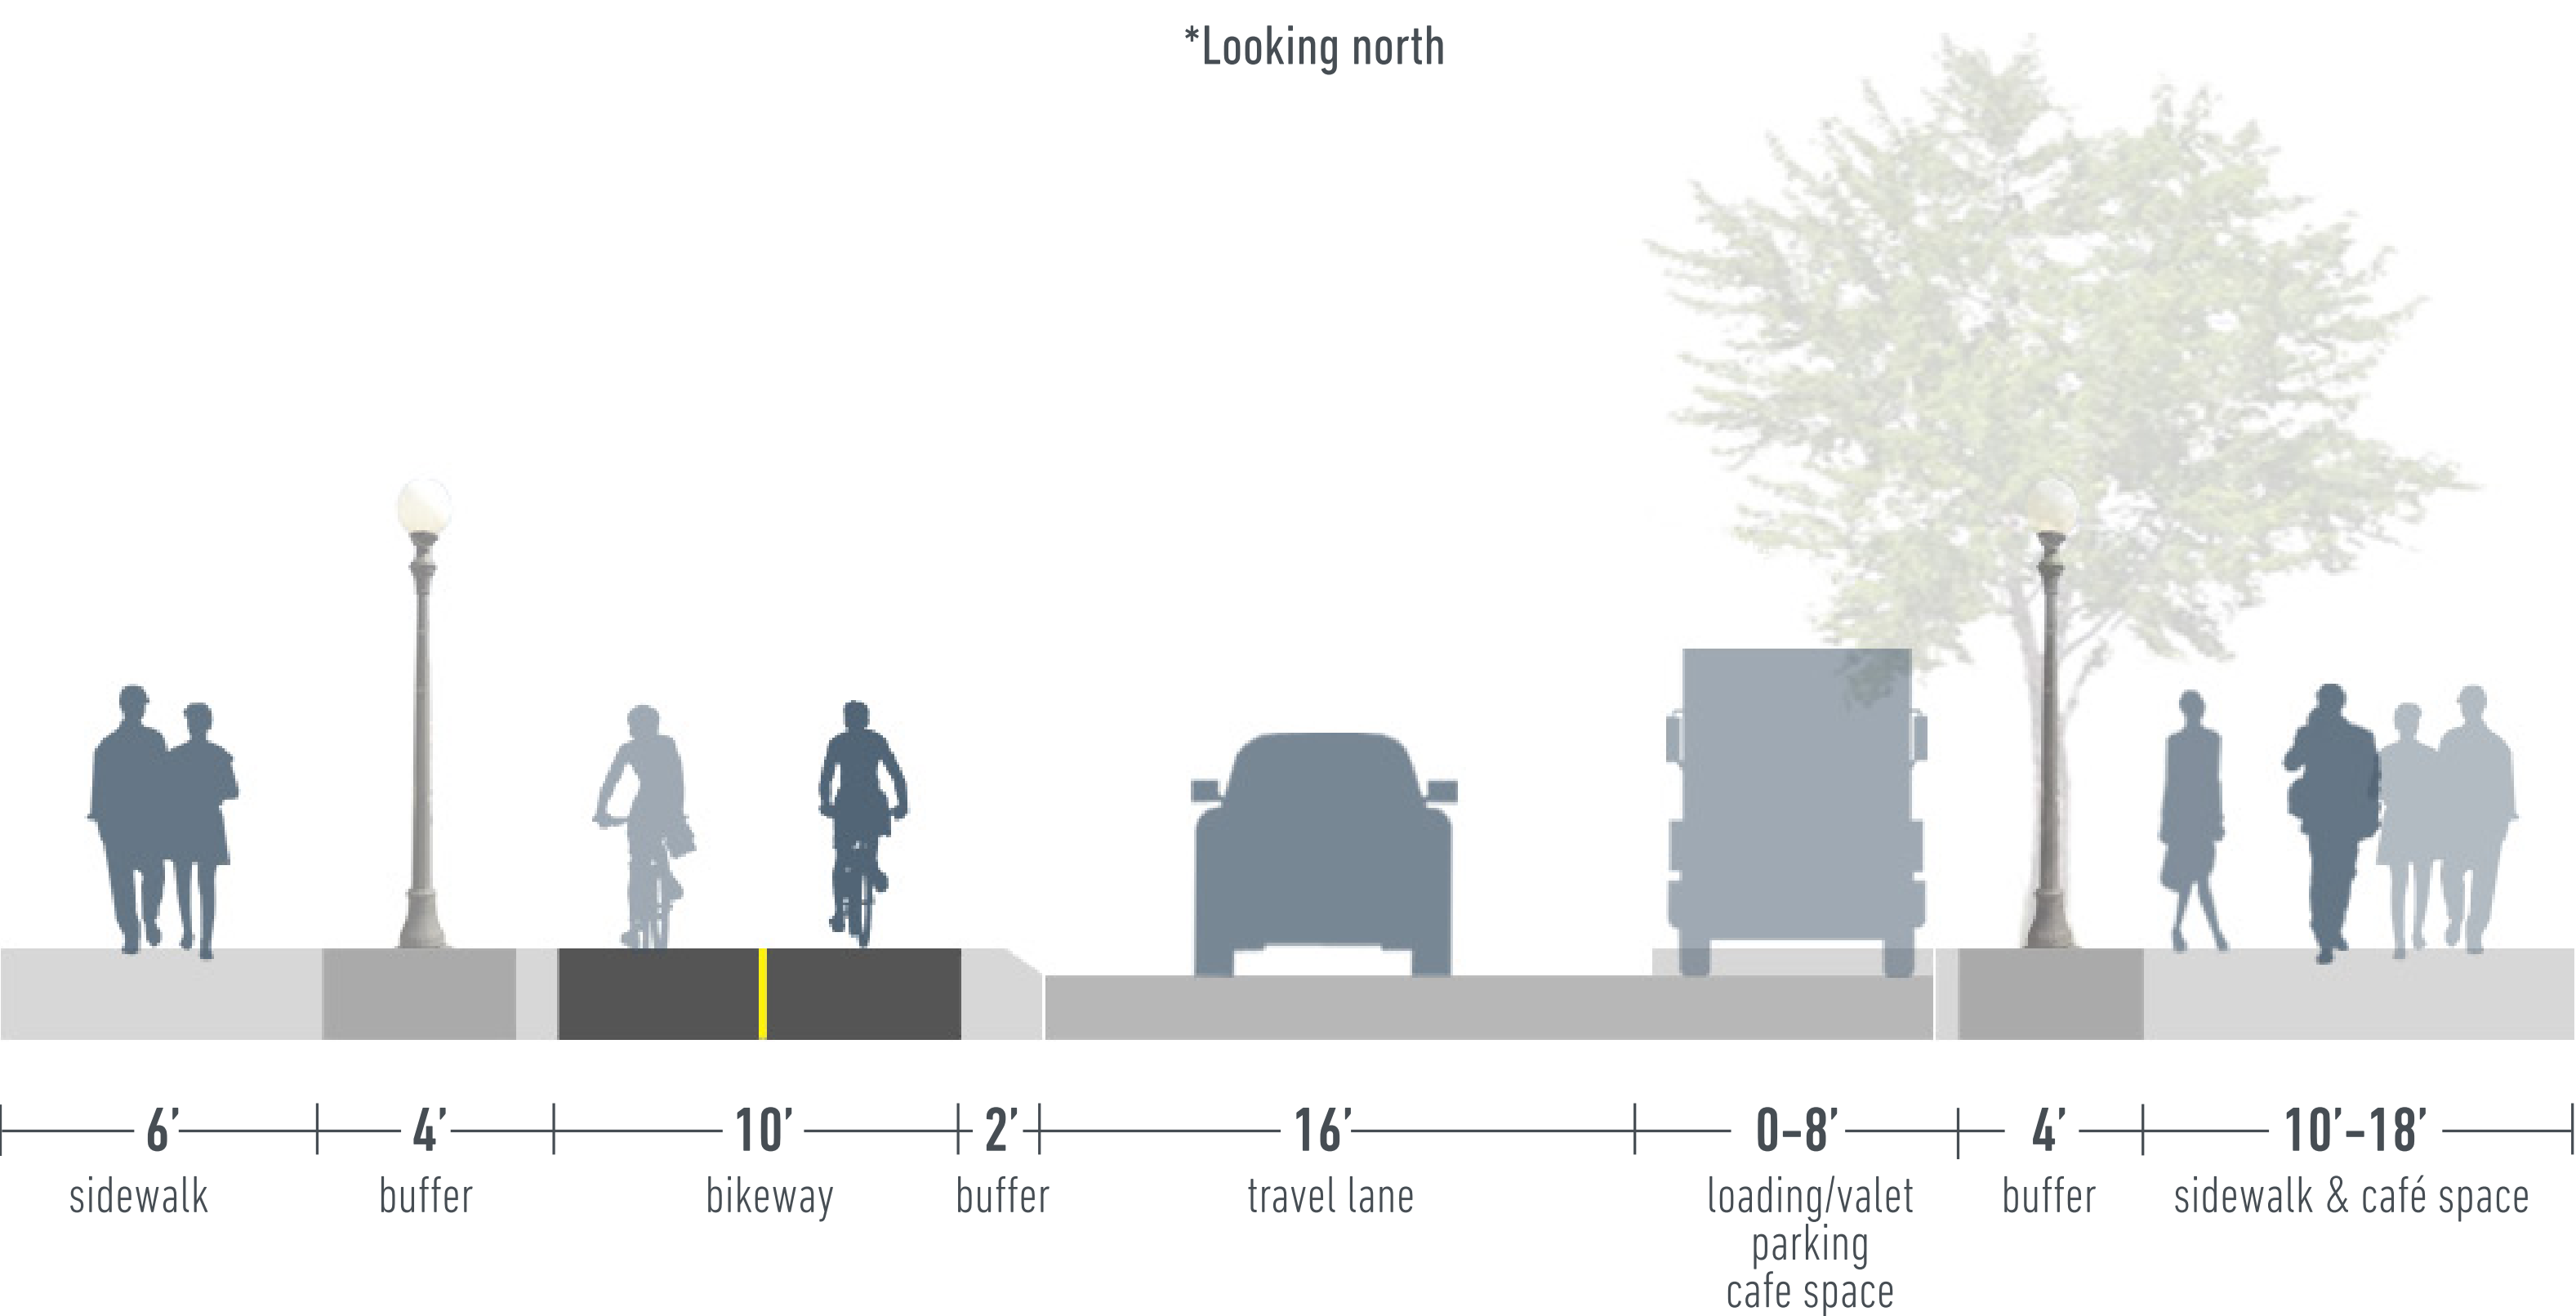 *Looking north
6’
4’
10’
2’
16’
0–8’
4’
10’–18’
sidewalk
buffer
bikeway
buffer
travel lane
loading/valet
parking
cafe space
buffer
sidewalk & café space